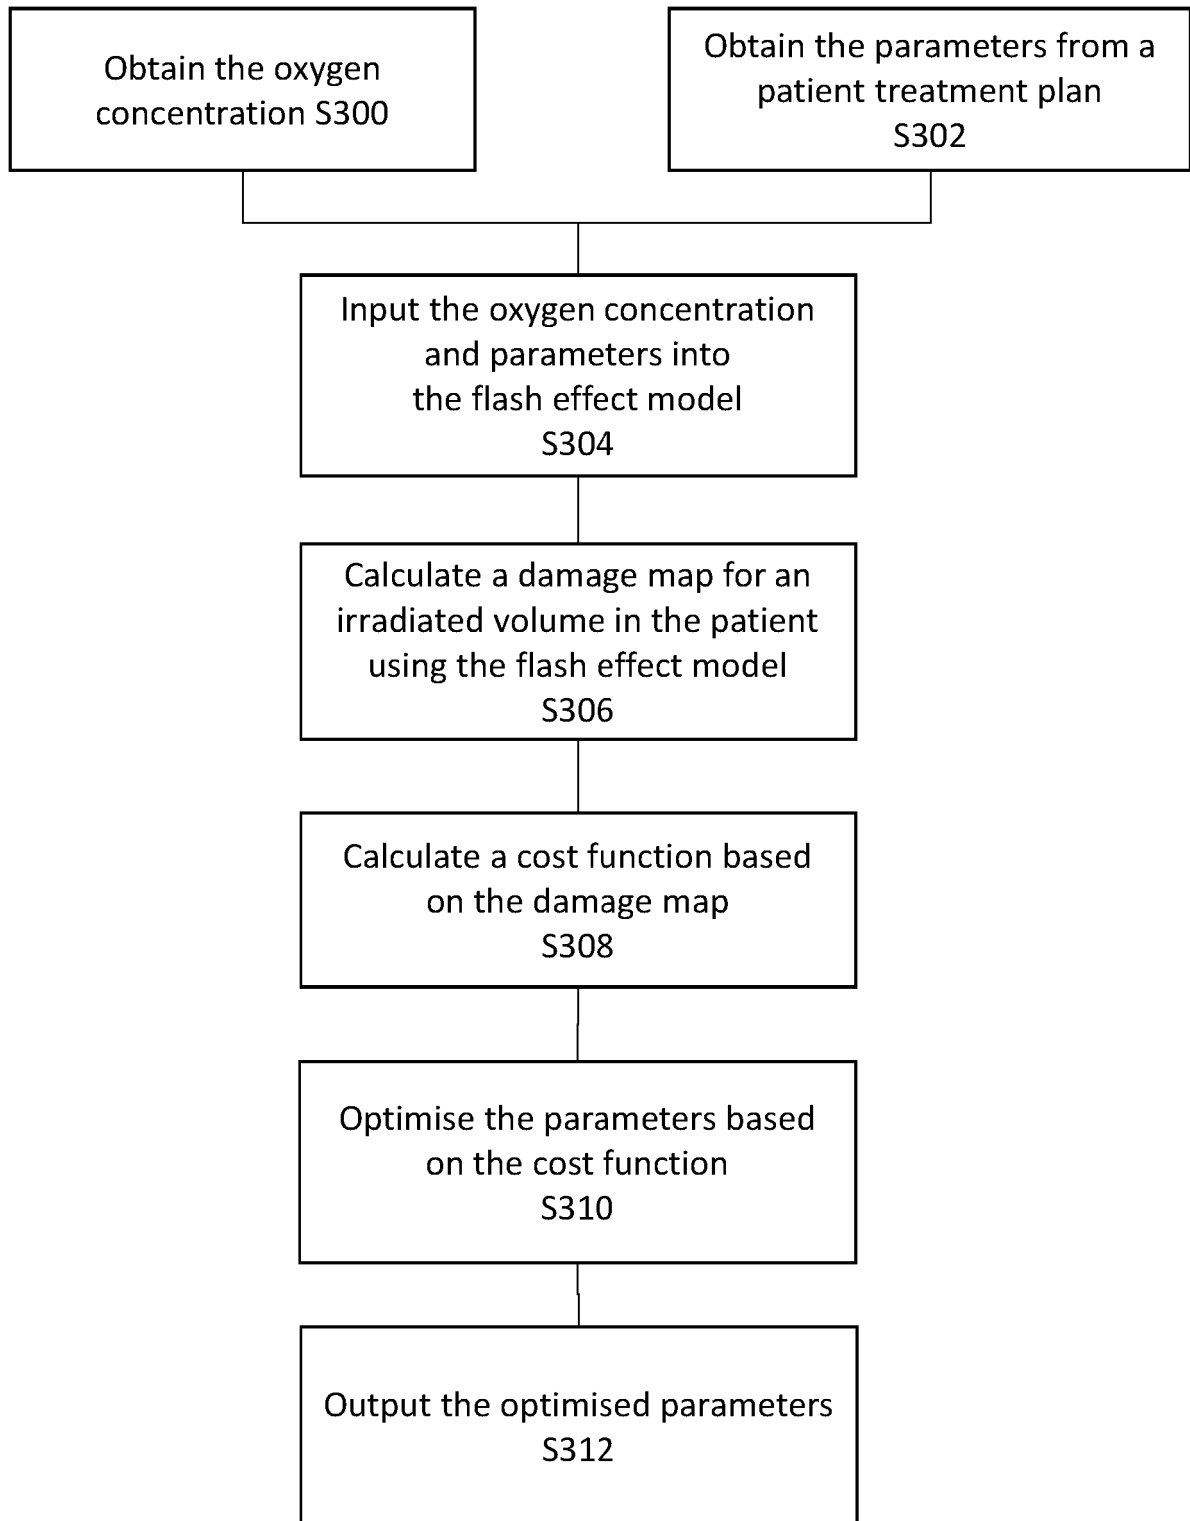 Obtain the oxygen
concentration S300
Obtain the parameters from a
patient treatment plan
S302
Input the oxygen concentration
and parameters into
the flash effect model
S304
Calculate a damage map for an
irradiated volume in the patient
using the flash effect model
S306
Calculate a cost function based
on the damage map
S308
Optimise the parameters based
on the cost function
S310
Output the optimised parameters
S312